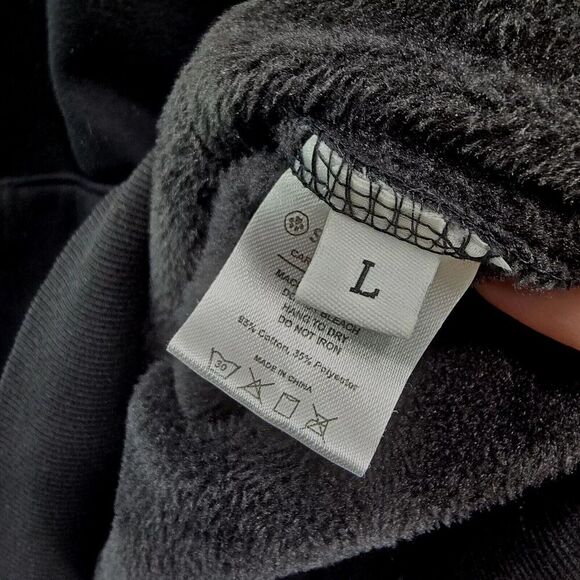 L
BLEACH
HANG TO DRY
DO NOT IRON
65% Cotton, 35% Polyester
MADE IN CHINA
30